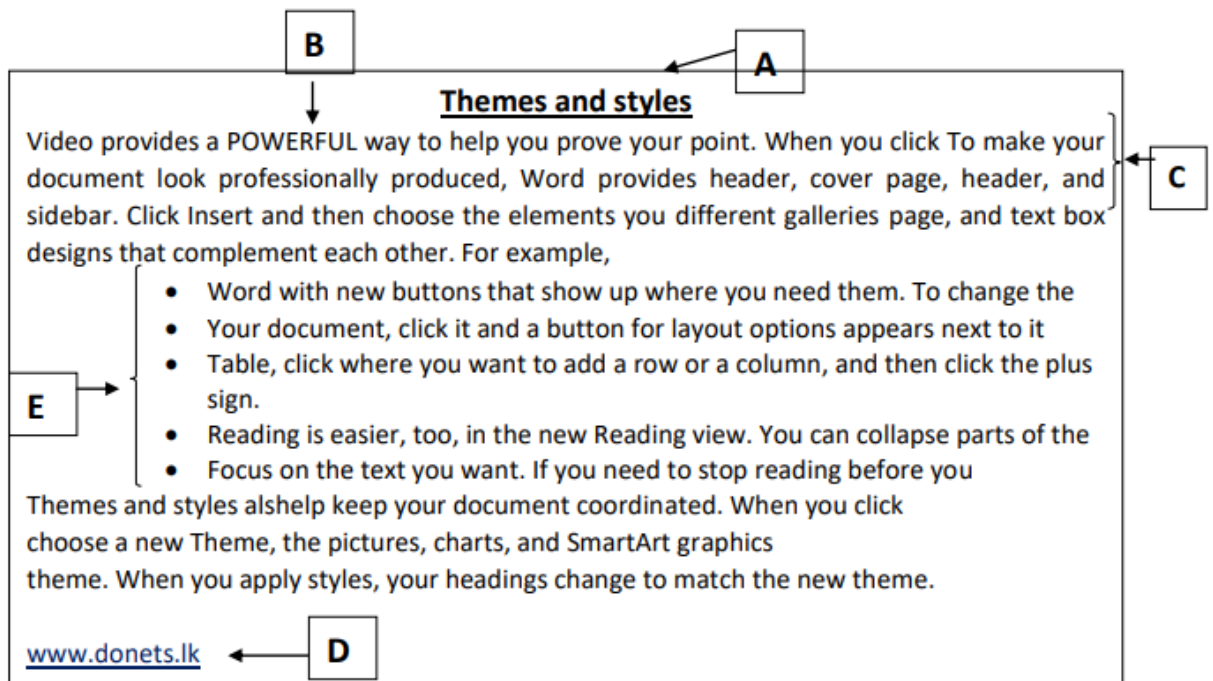 B
A
Themes and styles
Video provides a POWERFUL way to help you prove your point. When you click To make your
document look professionally produced, Word provides header, cover page, header, and
C
sidebar. Click Insert and then choose the elements you different galleries page, and text box
designs that complement each other. For example,
• Word with new buttons that show up where you need them. To change the
• Your document, click it and a button for layout options appears next to it
• Table, click where you want to add a row or a column, and then click the plus
sign.
E
• Reading is easier, too, in the new Reading view. You can collapse parts of the
• Focus on the text you want. If you need to stop reading before you
Themes and styles alshelp keep your document coordinated. When you click
choose a new Theme, the pictures, charts, and SmartArt graphics
theme. When you apply styles, your headings change to match the new theme.
www.donets.lk
D